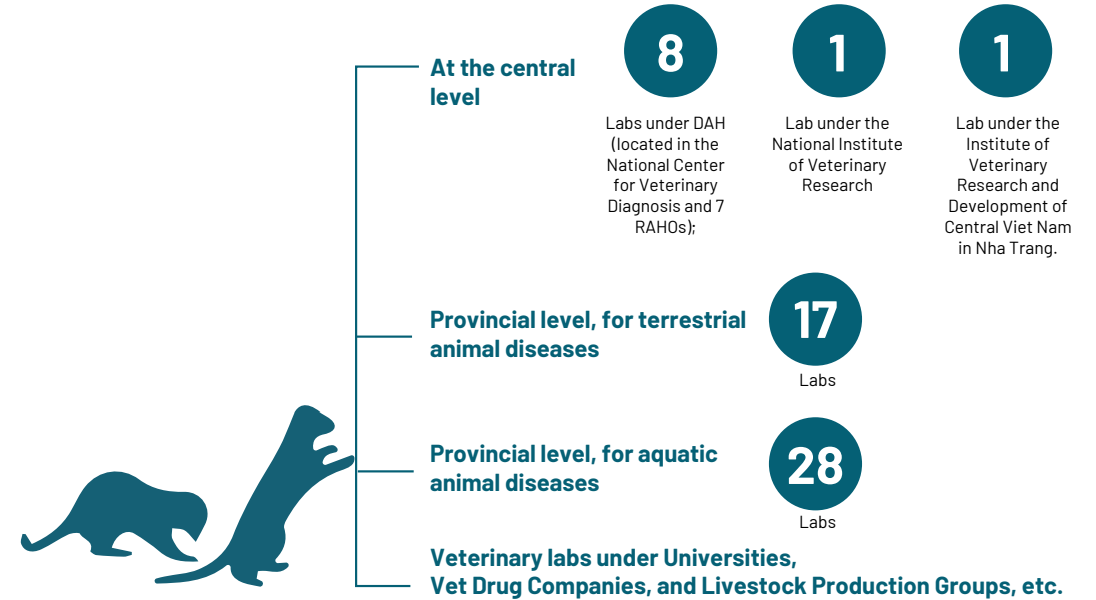 At the central
level
8
Labs under DAH
(located in the
National Center
for Veterinary
Diagnosis and 7
RAHOs);
1
Lab under the
National Institute
of Veterinary
Research
1
Lab under the
Institute of
Veterinary
Research and
Development of
Central Viet Nam
in Nha Trang.
Provincial level, for terrestrial
animal diseases
17
Labs
Provincial level, for aquatic
animal diseases
28
Labs
Veterinary labs under Universities,
Vet Drug Companies, and Livestock Production Groups, etc.